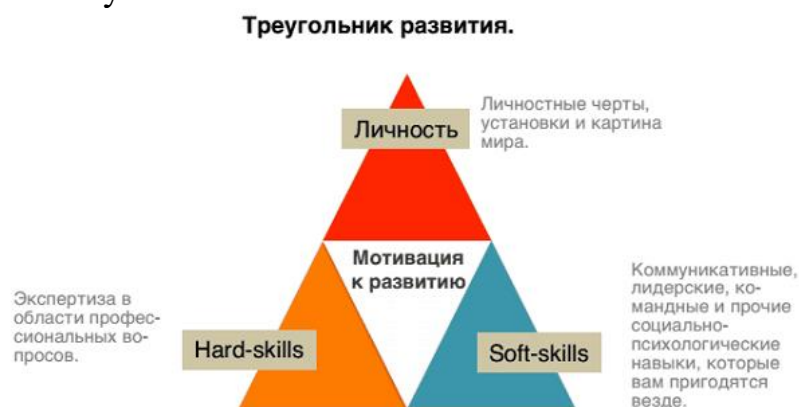 Треугольник развития.
Личность
Личностные черты,
установки и картина
мира.
Мотивация
к развитию
Экспертиза в
области профес-
сиональных во-
просов.
Hard-skills
Soft-skills
Коммуникативные,
лидерские, ко-
мандные и прочие
социально-
психологические
навыки, которые
вам пригодятся
везде.